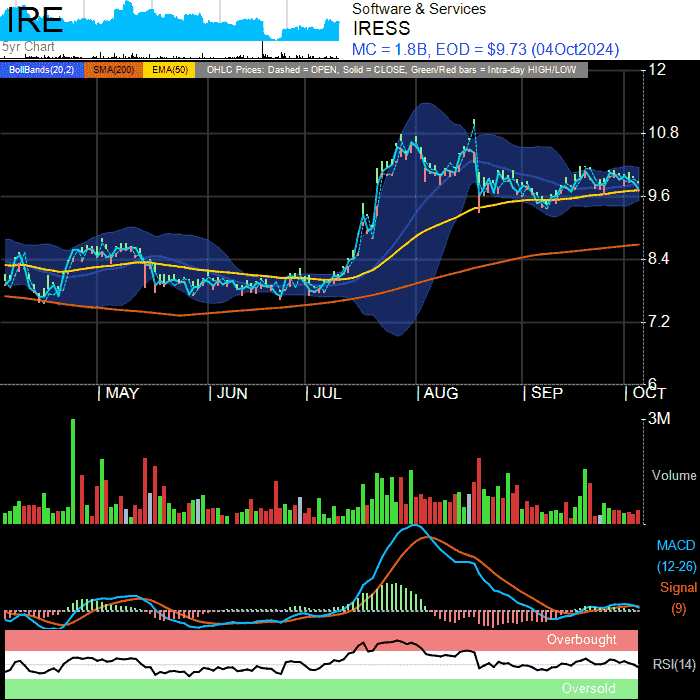 IRE
5yr Chart
Software & Services
IRESS
MC = 1.8B, EOD = $9.73 (04Oct2024)
BollBands(20,2) SMA(200) EMA(50) OHLC Prices: Dashed = OPEN, Solid = CLOSE, Green/Red bars = Intra-day HIGH/LOW
12
10.8
9.6
8.4
7.2
6
MAY JUN JUL AUG SEP OCT
3M
Volume
MACD
(12-26)
Signal
(9)
Overbought
RSI(14)
Oversold